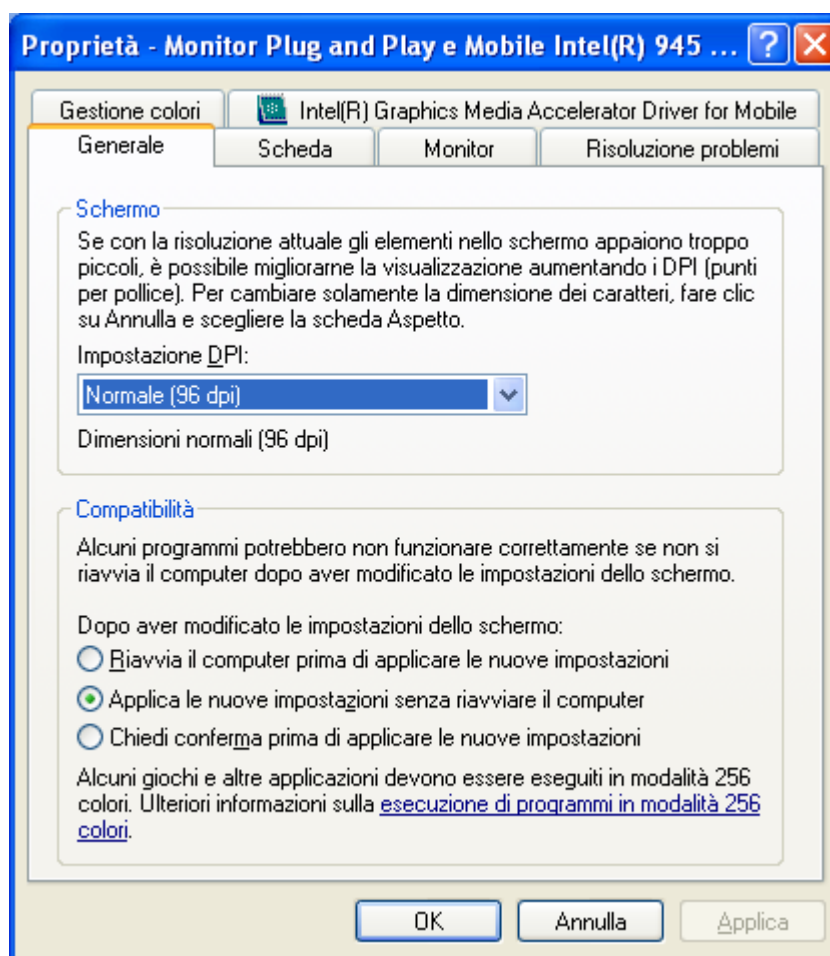 Proprietà - Monitor Plug and Play e Mobile Intel(R) 945 ...
Gestione colori
Intel(R) Graphics Media Accelerator Driver for Mobile
Generale
Scheda
Monitor
Risoluzione problemi
Schermo
Se con la risoluzione attuale gli elementi nello schermo appaiono troppo
piccoli, è possibile migliorarne la visualizzazione aumentando i DPI (punti
per pollice). Per cambiare solamente la dimensione dei caratteri, fare clic
su Annulla e scegliere la scheda Aspetto.
Impostazione DPI:
Normale (96 dpi)
Dimensioni normali (96 dpi)
Compatibilità
Alcuni programmi potrebbero non funzionare correttamente se non si
riavvia il computer dopo aver modificato le impostazioni dello schermo.
Dopo aver modificato le impostazioni dello schermo:
Riavvia il computer prima di applicare le nuove impostazioni
Applica le nuove impostazioni senza riavviare il computer
Chiedi conferma prima di applicare le nuove impostazioni
Alcuni giochi e altre applicazioni devono essere eseguiti in modalità 256
colori. Ulteriori informazioni sulla esecuzione di programmi in modalità 256
colori.
OK
Annulla
Applica